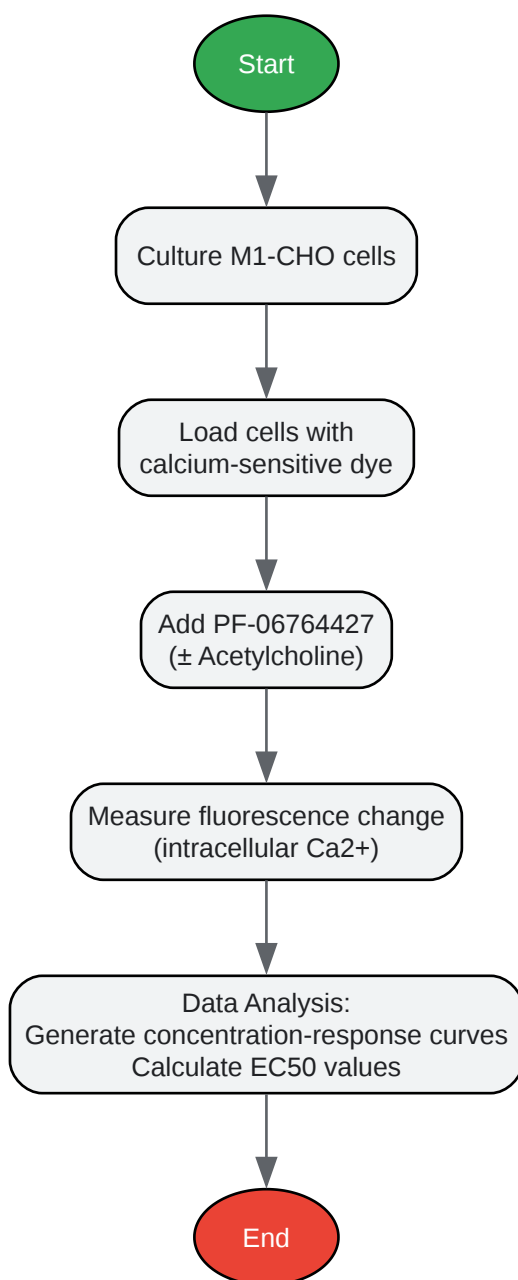 Start
Culture M1-CHO cells
Load cells with
calcium-sensitive dye
Add PF-06764427
(± Acetylcholine)
Measure fluorescence change
(intracellular Ca2+)
Data Analysis:
Generate concentration-response curves
Calculate EC50 values
End